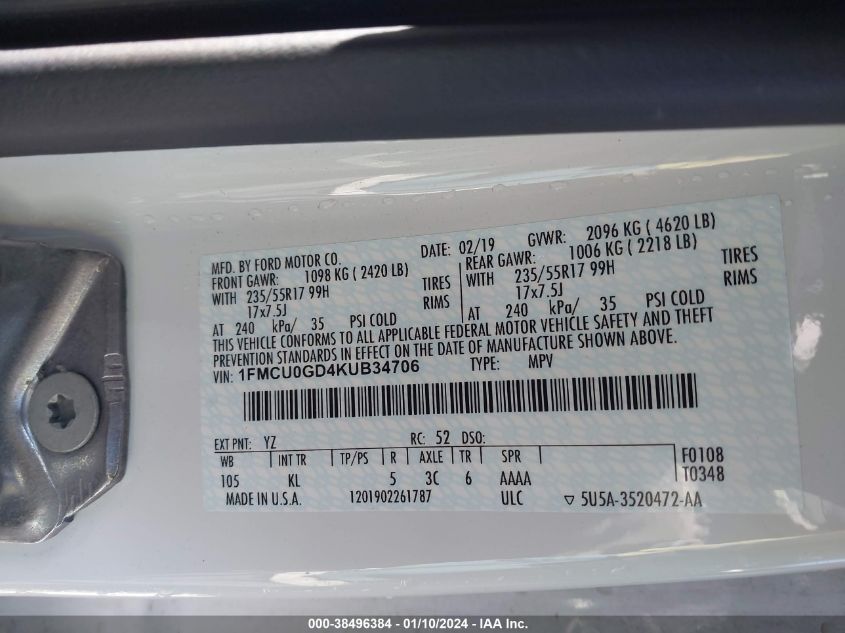 MFD. BY FORD MOTOR CO. DATE: 02/19 GVWR: 2096 KG ( 4620 LB)
FRONT GAWR: 1098 KG ( 2420 LB) REAR GAWR: 1006 KG ( 2218 LB)
WITH 235/55R17 99H TIRES WITH 235/55R17 99H TIRES
17x7.5J RIMS 17x7.5J RIMS
AT 240 kPa/ 35 PSI COLD AT 240 kPa/ 35 PSI COLD
THIS VEHICLE CONFORMS TO ALL APPLICABLE FEDERAL MOTOR VEHICLE SAFETY AND THEFT
PREVENTION STANDARDS IN EFFECT ON THE DATE OF MANUFACTURE SHOWN ABOVE.
VIN: 1FMCU0GD4KUB34706 TYPE: MPV
EXT PNT: YZ RC: 52 DSO:
WB INT TR TP/PS R AXLE TR SPR F0108
105 KL 5 3C 6 AAAA T0348
MADE IN U.S.A. 1201902261787 ULC ▽ 5U5A-3520472-AA
000-38496384 - 01/10/2024 - IAA Inc.